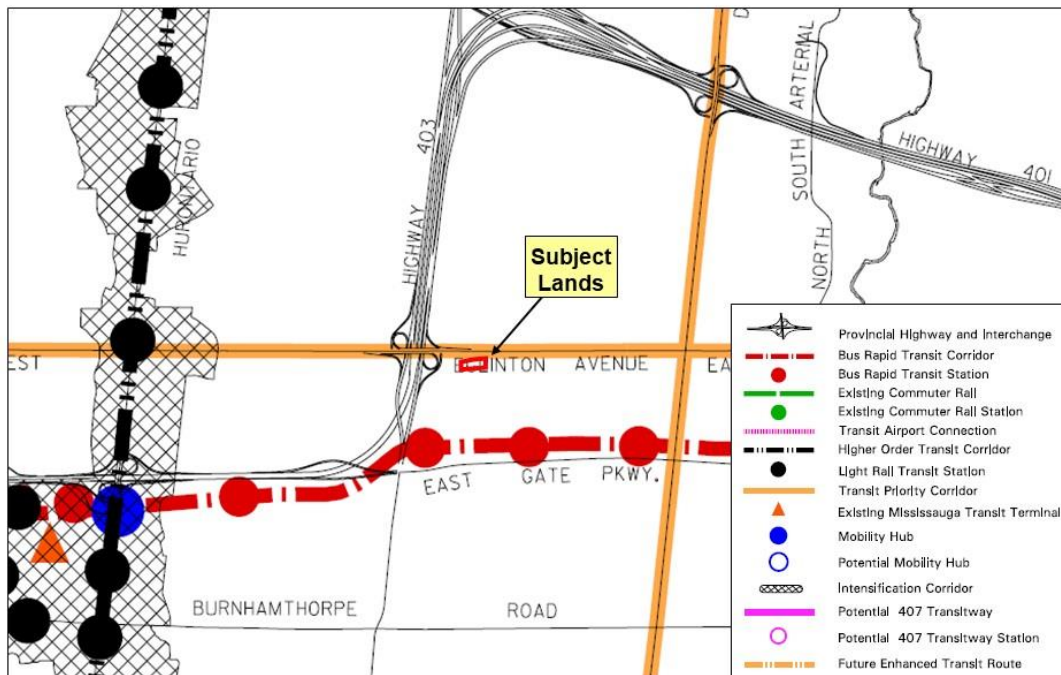 D
HURONTARIO
HIGHWAY 403
SOUTH ARTERIAL
NORTH
HIGHWAY 401
Subject
Lands
EST
EGLINTON AVENUE EA
EAST GATE PKWY.
BURNHAMTHORPE ROAD
Provincial Highway and Interchange
Bus Rapid Transit Corridor
Bus Rapid Transit Station
Existing Commuter Rail
Existing Commuter Rail Station
Transit Airport Connection
Higher Order Transit Corridor
Light Rail Transit Station
Transit Priority Corridor
Existing Mississauga Transit Terminal
Mobility Hub
Potential Mobility Hub
Intensification Corridor
Potential 407 Transitway
Potential 407 Transitway Station
Future Enhanced Transit Route